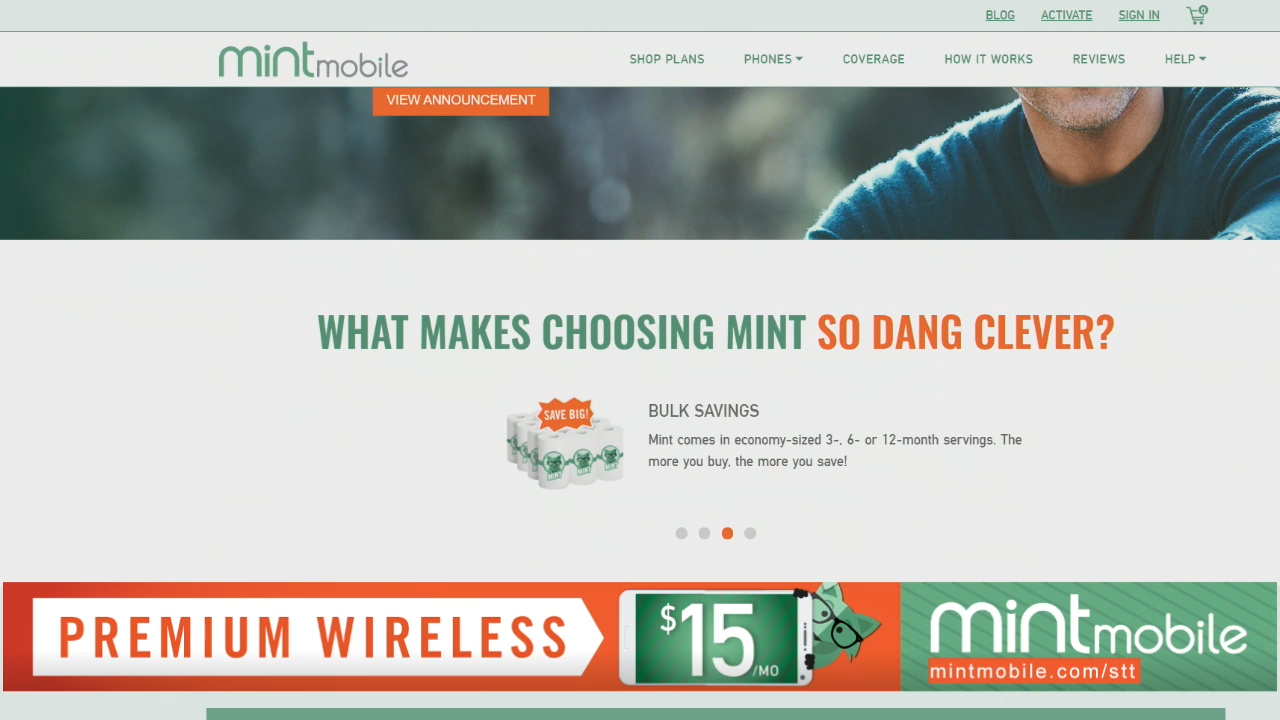 BLOG ACTIVATE SIGN IN 0
mintmobile SHOP PLANS PHONES COVERAGE HOW IT WORKS REVIEWS HELP
VIEW ANNOUNCEMENT
WHAT MAKES CHOOSING MINT SO DANG CLEVER?
SAVE BIG!
BULK SAVINGS
Mint comes in economy-sized 3-, 6- or 12-month servings. The
more you buy, the more you save!
PREMIUM WIRELESS
$15/MO
mintmobile
mintmobile.com/stt